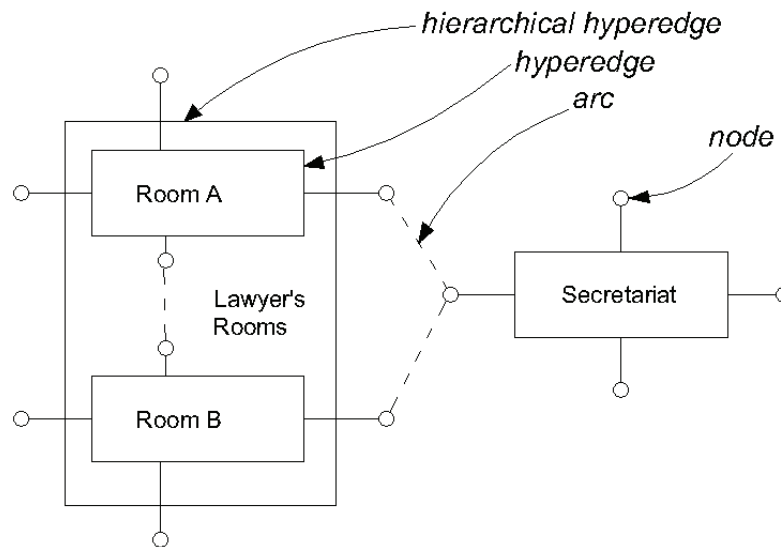 hierarchical hyperedge
hyperedge
arc
node
Room A
Lawyer's
Rooms
Secretariat
Room B